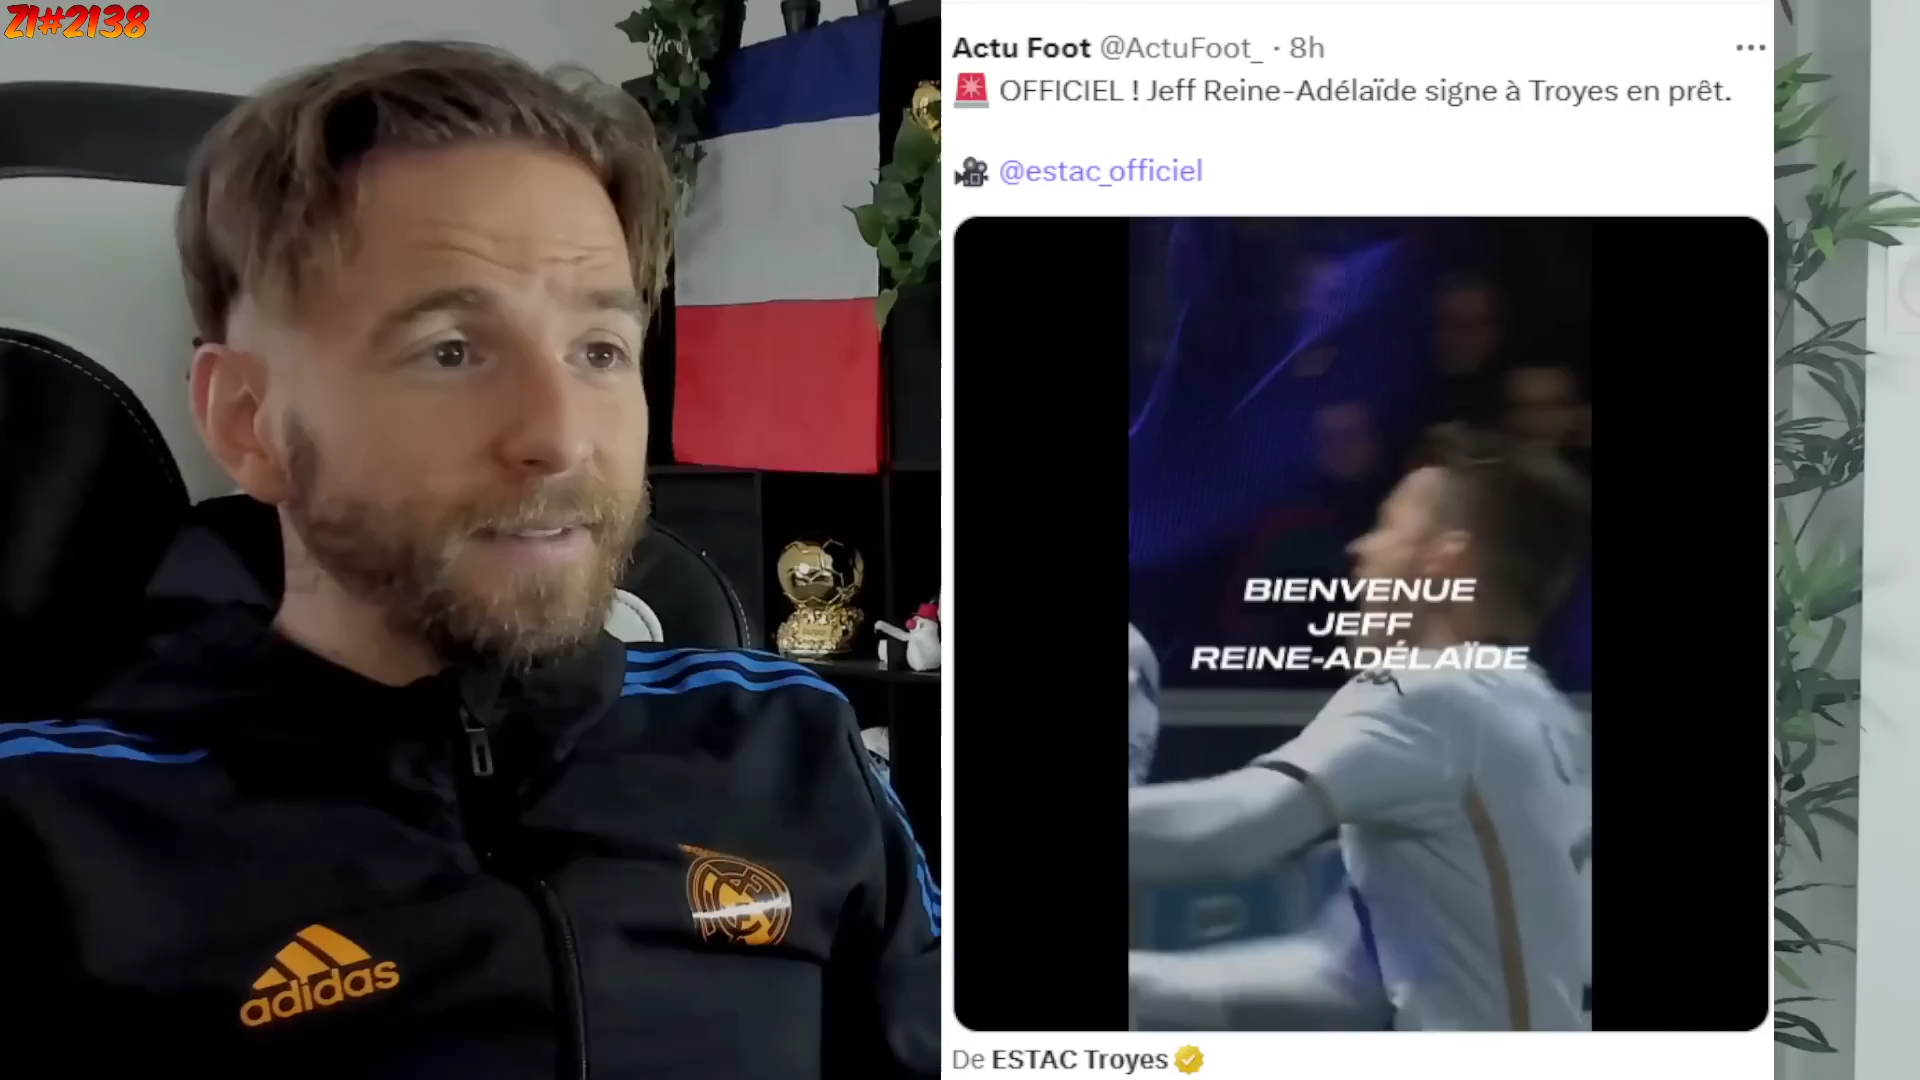 ZI#2138
Actu Foot @ActuFoot_ · 8h
🚨 OFFICIEL ! Jeff Reine-Adélaïde signe à Troyes en prêt.
🎥 @estac_officiel
BIENVENUE
JEFF
REINE-ADÉLAÏDE
adidas
De ESTAC Troyes